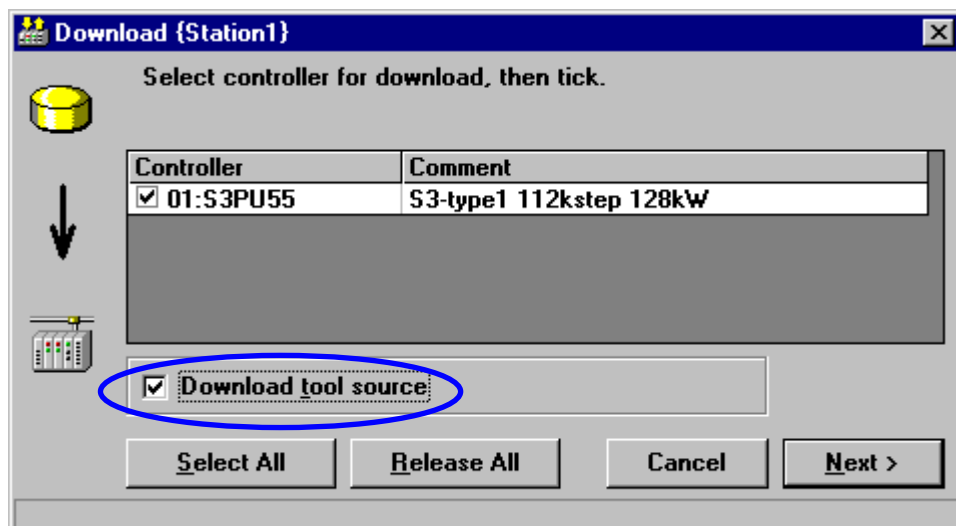 Download {Station1}
Select controller for download, then tick.
Controller Comment
01:S3PU55 S3-type1 112kstep 128kW
Download tool source
Select All Release All Cancel Next >